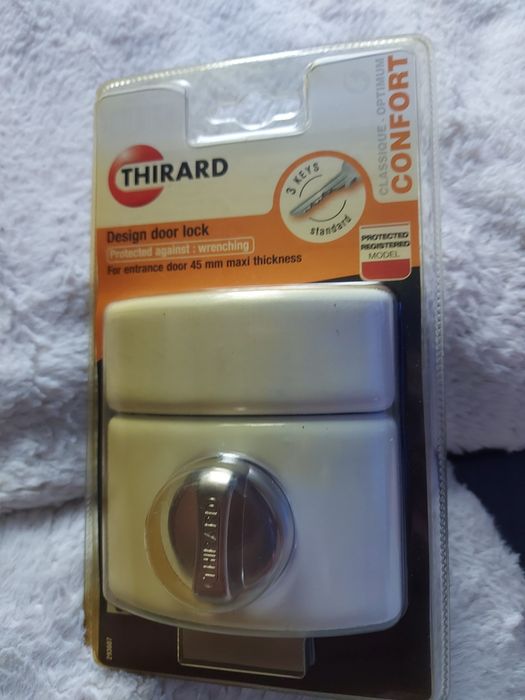 THIRARD
CLASSIQUE - OPTIMUM
CONFORT
3 KEYS
standard
Design door lock
Protected against : wrenching
For entrance door 45 mm maxi thickness
PROTECTED
REGISTERED
MODEL
THIRARD